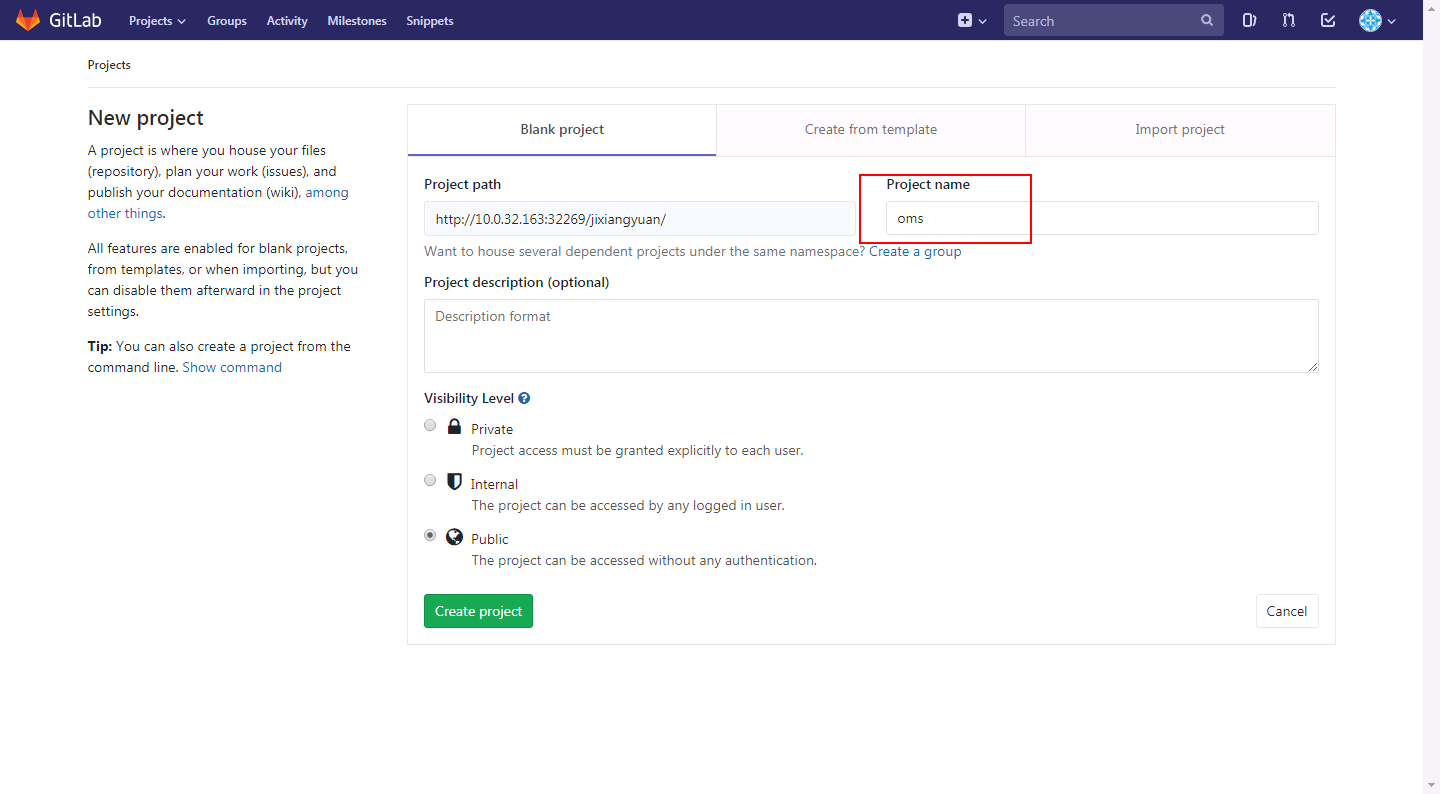 GitLab Projects Groups Activity Milestones Snippets Search
Projects
New project
A project is where you house your files
(repository), plan your work (issues), and
publish your documentation (wiki), among
other things.
All features are enabled for blank projects,
from templates, or when importing, but you
can disable them afterward in the project
settings.
Tip: You can also create a project from the
command line. Show command
Blank project Create from template Import project
Project path Project name
http://10.0.32.163:32269/jixiangyuan/ oms
Want to house several dependent projects under the same namespace? Create a group
Project description (optional)
Description format
Visibility Level ?
Private
Project access must be granted explicitly to each user.
Internal
The project can be accessed by any logged in user.
Public
The project can be accessed without any authentication.
Create project Cancel